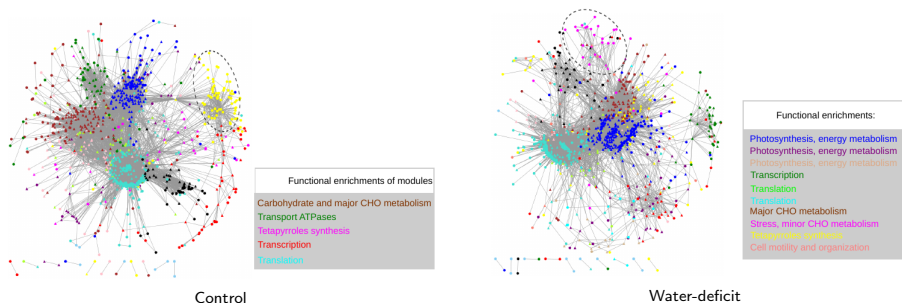 Functional enrichments of modules
Carbohydrate and major CHO metabolism
Transport ATPases
Tetapyrroles synthesis
Transcription
Translation
Control
Functional enrichments:
Photosynthesis, energy metabolism
Photosynthesis, energy metabolism
Photosynthesis, energy metabolism
Transcription
Translation
Translation
Major CHO metabolism
Stress, minor CHO metabolism
Tetapyrroles synthesis
Cell motility and organization
Water-deficit